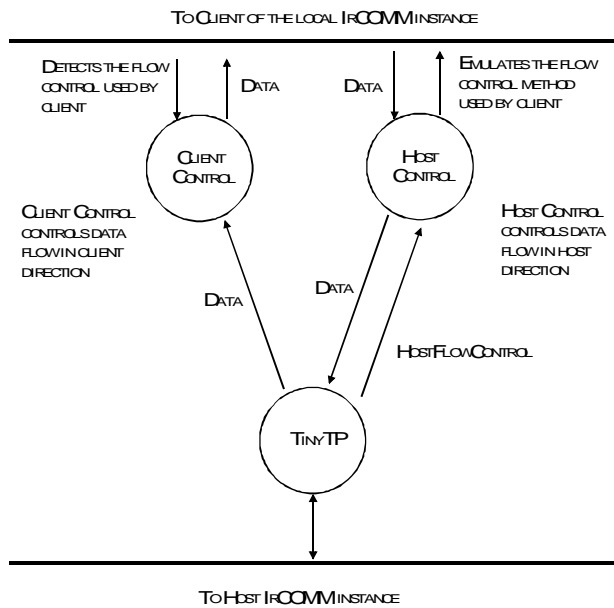 TO CLIENT OF THE LOCAL IRCOMM INSTANCE
DETECTS THE FLOW
CONTROL USED BY
CLIENT
DATA
DATA
EMULATES THE FLOW
CONTROL METHOD
USED BY CLIENT
CLIENT
CONTROL
HOST
CONTROL
CLIENT CONTROL
CONTROLS DATA
FLOW IN CLIENT
DIRECTION
HOST CONTROL
CONTROLS DATA
FLOW IN HOST
DIRECTION
DATA
DATA
HOSTFLOWCONTROL
TINYTP
TO HOST IRCOMM INSTANCE